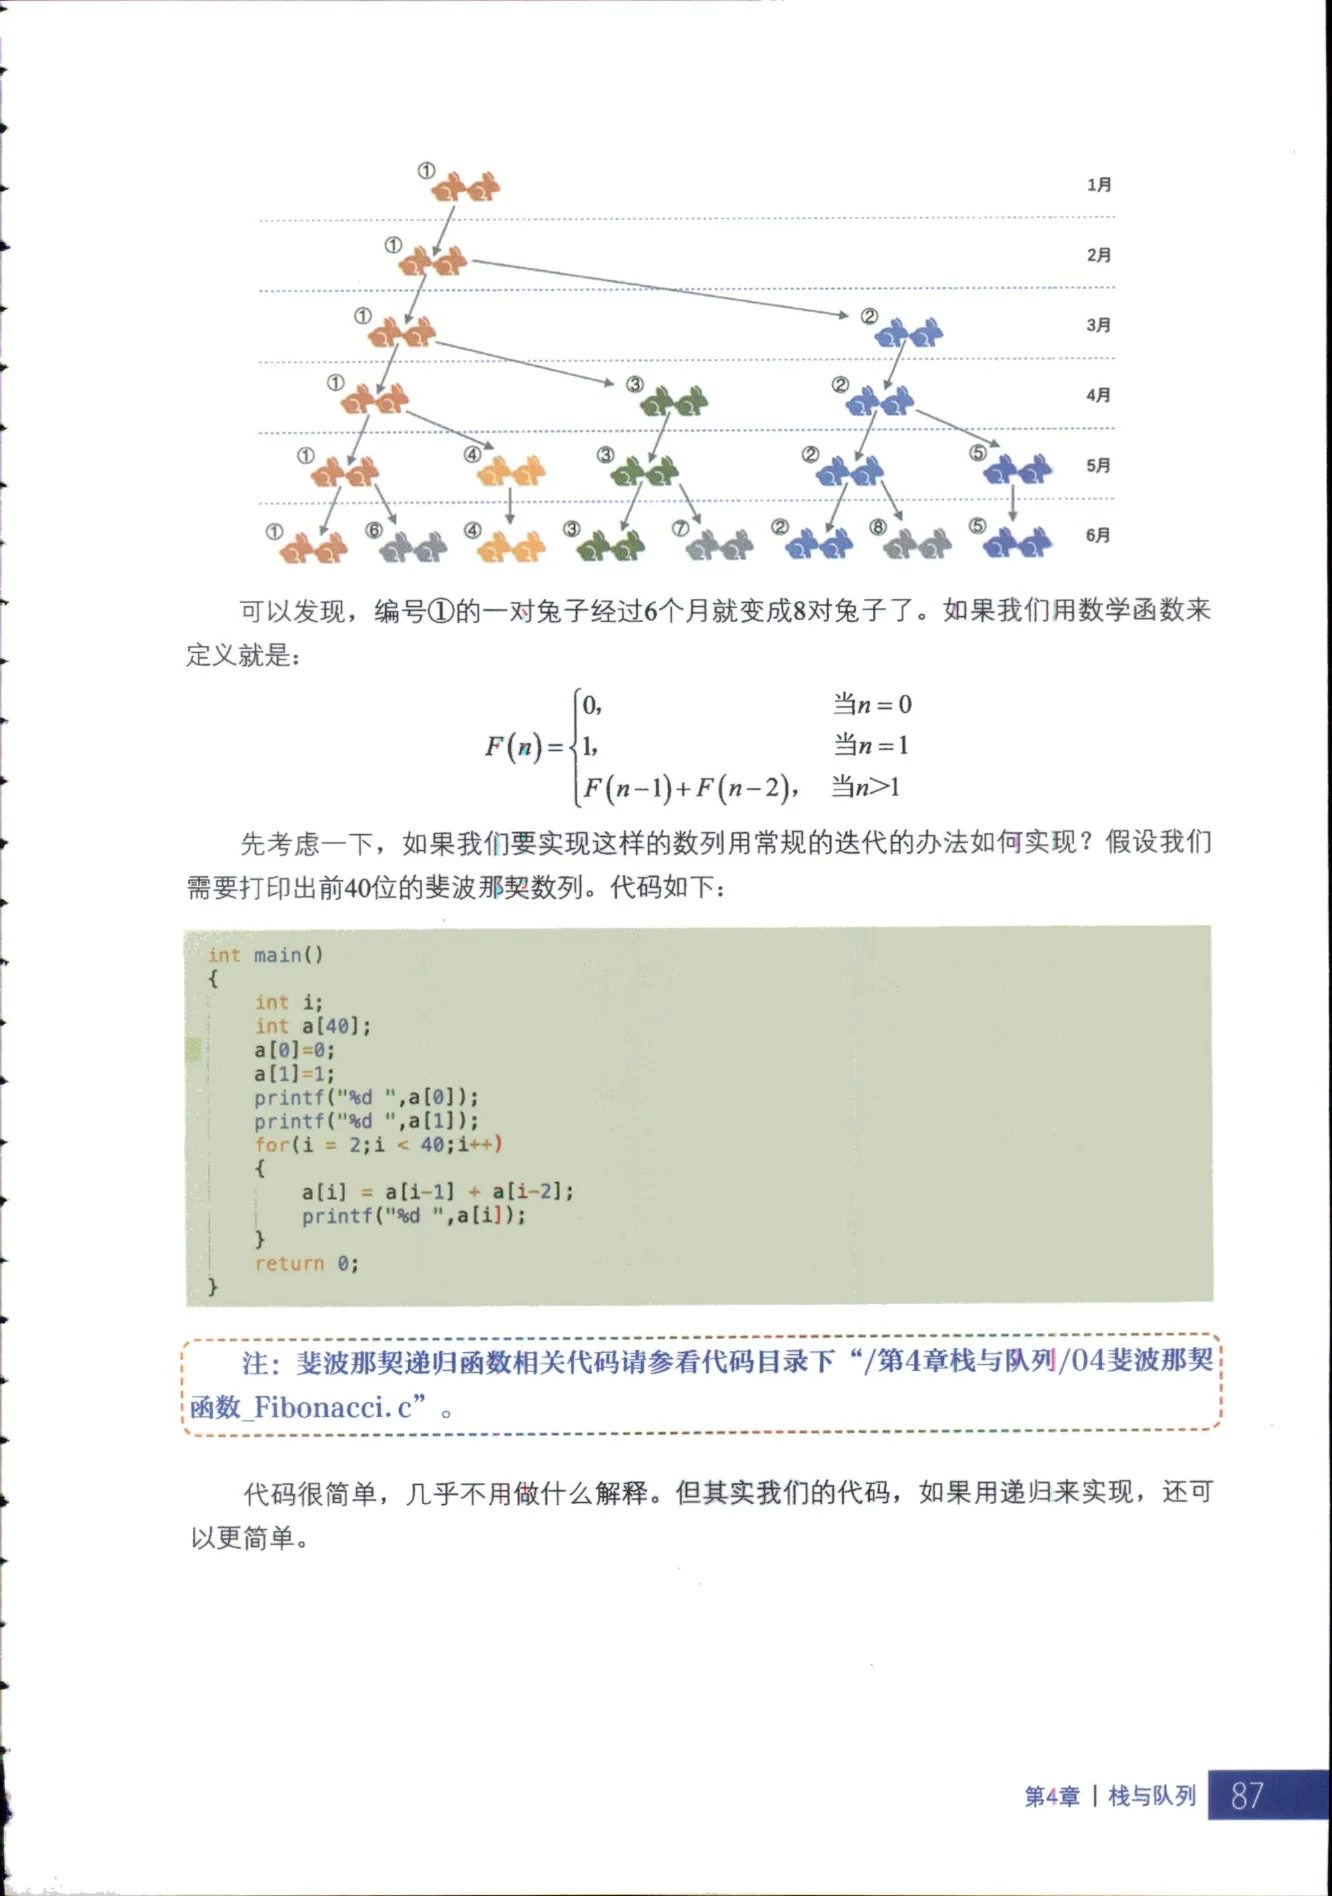 ① 1月
① 2月
① ② 3月
① ③ ② 4月
① ④ ③ ② ⑤ 5月
① ⑥ ④ ③ ⑦ ② ⑧ ⑤ 6月
可以发现，编号①的一对兔子经过6个月就变成8对兔子了。如果我们用数学函数来
定义就是：
0， 当n = 0
F(n) = 1， 当n = 1
F(n−1) + F(n−2)， 当n>1
先考虑一下，如果我们要实现这样的数列用常规的迭代的办法如何实现？假设我们
需要打印出前40位的斐波那契数列。代码如下：
int main()
{
int i;
int a[40];
a[0]=0;
a[1]=1;
printf("%d ",a[0]);
printf("%d ",a[1]);
for(i = 2;i < 40;i++)
{
a[i] = a[i-1] + a[i-2];
printf("%d ",a[i]);
}
return 0;
}
注：斐波那契递归函数相关代码请参看代码目录下“/第4章栈与队列/04斐波那契
函数_Fibonacci.c”。
代码很简单，几乎不用做什么解释。但其实我们的代码，如果用递归来实现，还可
以更简单。
第4章 | 栈与队列 87